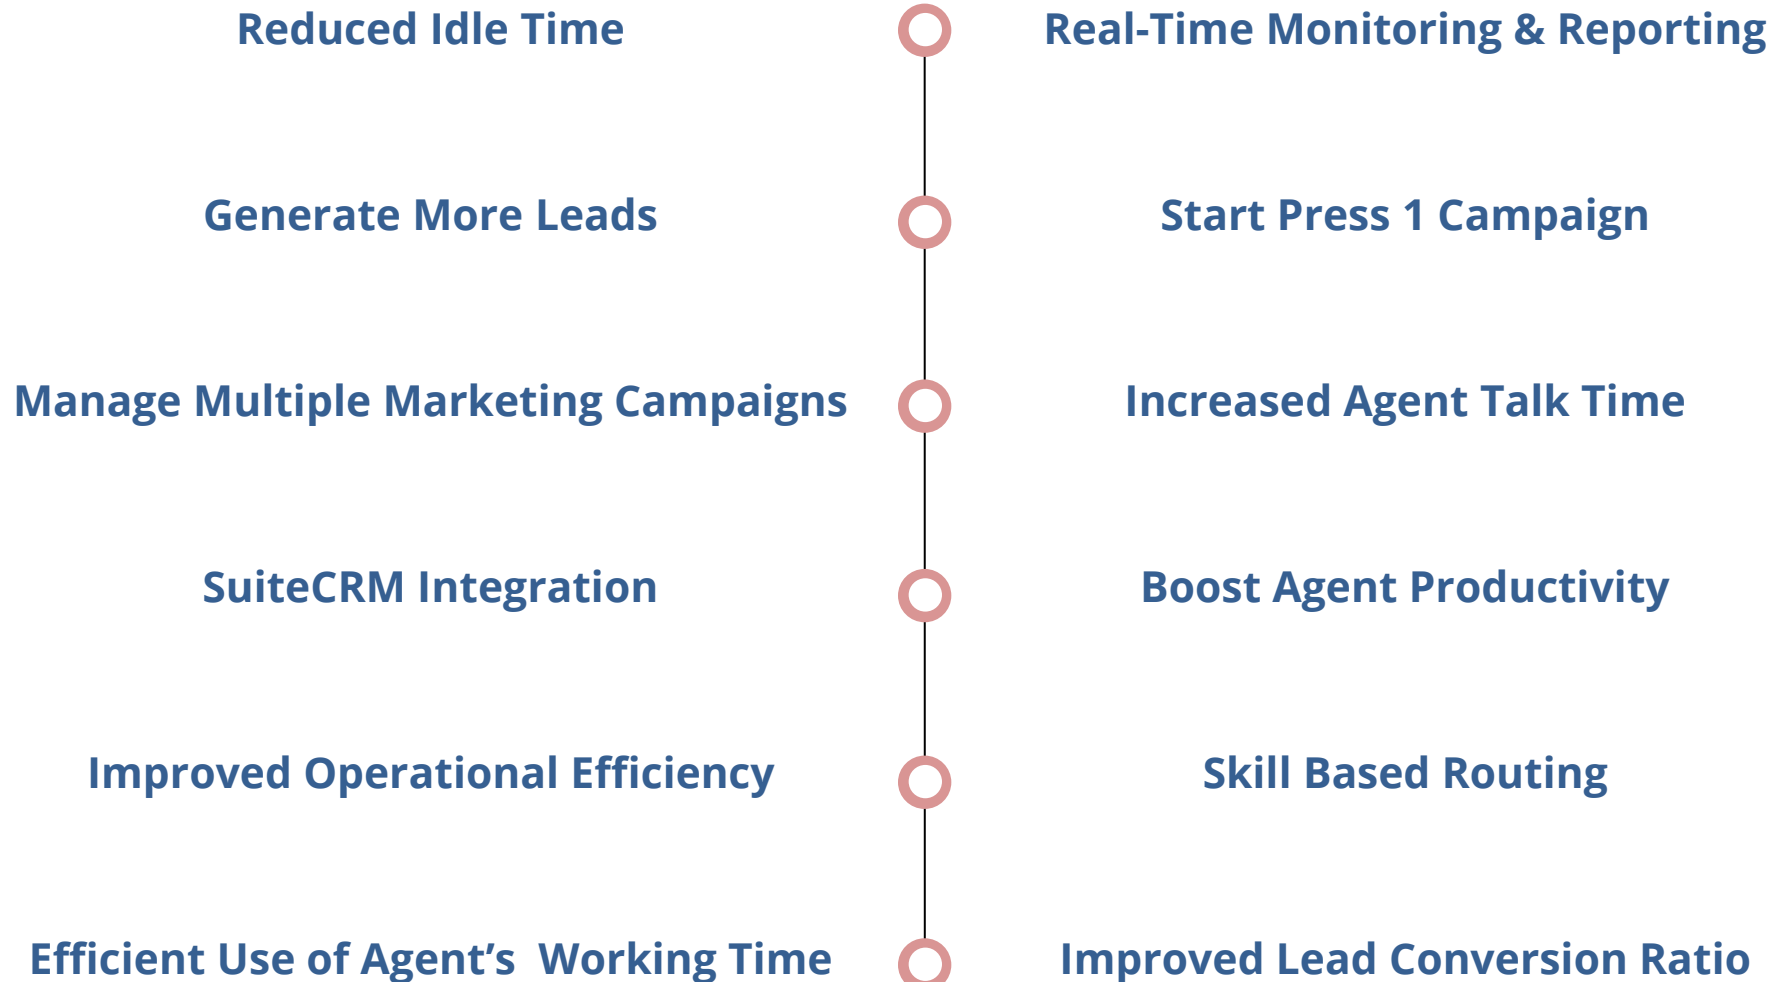 Reduced Idle Time
Real-Time Monitoring & Reporting
Generate More Leads
Start Press 1 Campaign
Manage Multiple Marketing Campaigns
Increased Agent Talk Time
SuiteCRM Integration
Boost Agent Productivity
Improved Operational Efficiency
Skill Based Routing
Efficient Use of Agent’s  Working Time
Improved Lead Conversion Ratio